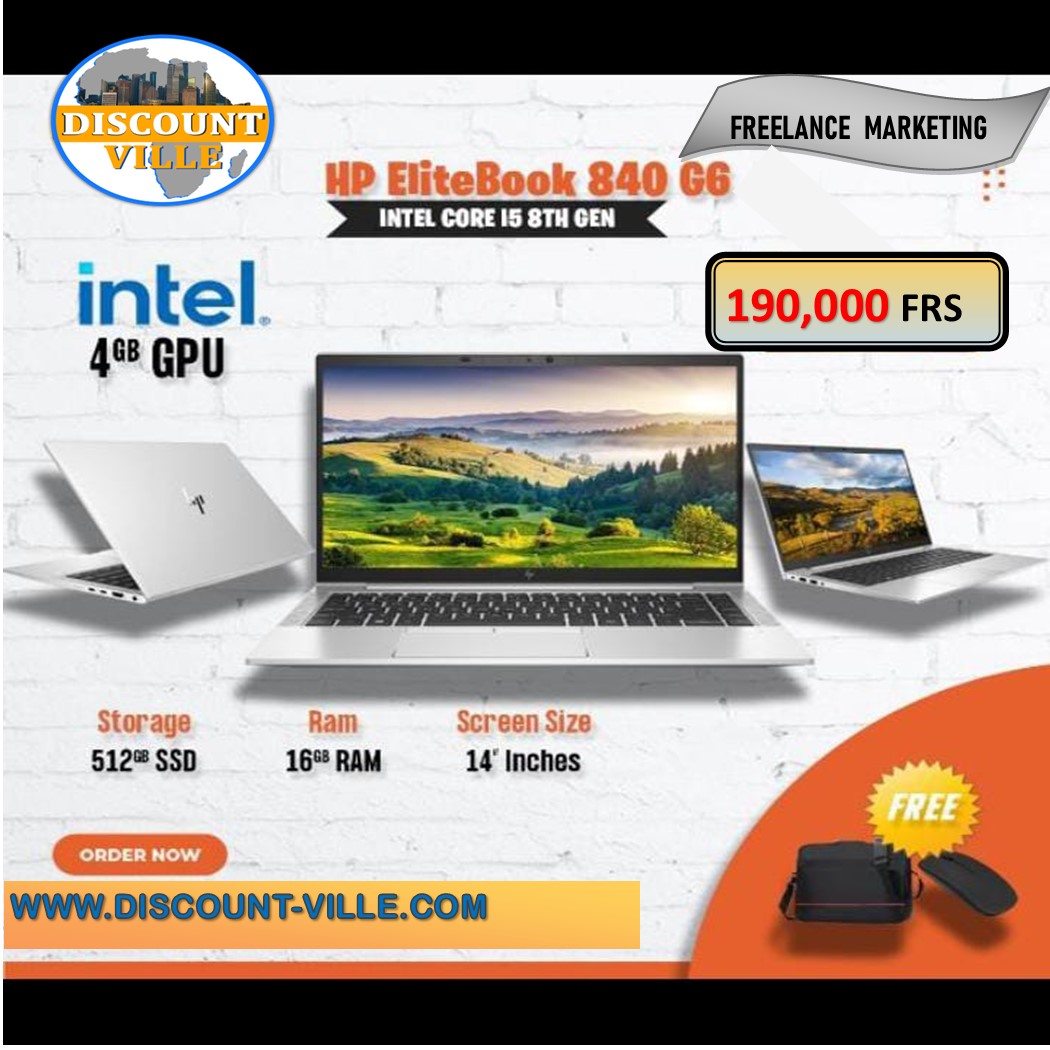 DISCOUNT
VILLE
FREELANCE MARKETING
HP EliteBook 840 G6
INTEL CORE I5 8TH GEN
intel.
4GB GPU
190,000 FRS
Storage
512GB SSD
Ram
16GB RAM
Screen Size
14" Inches
FREE
ORDER NOW
WWW.DISCOUNT-VILLE.COM